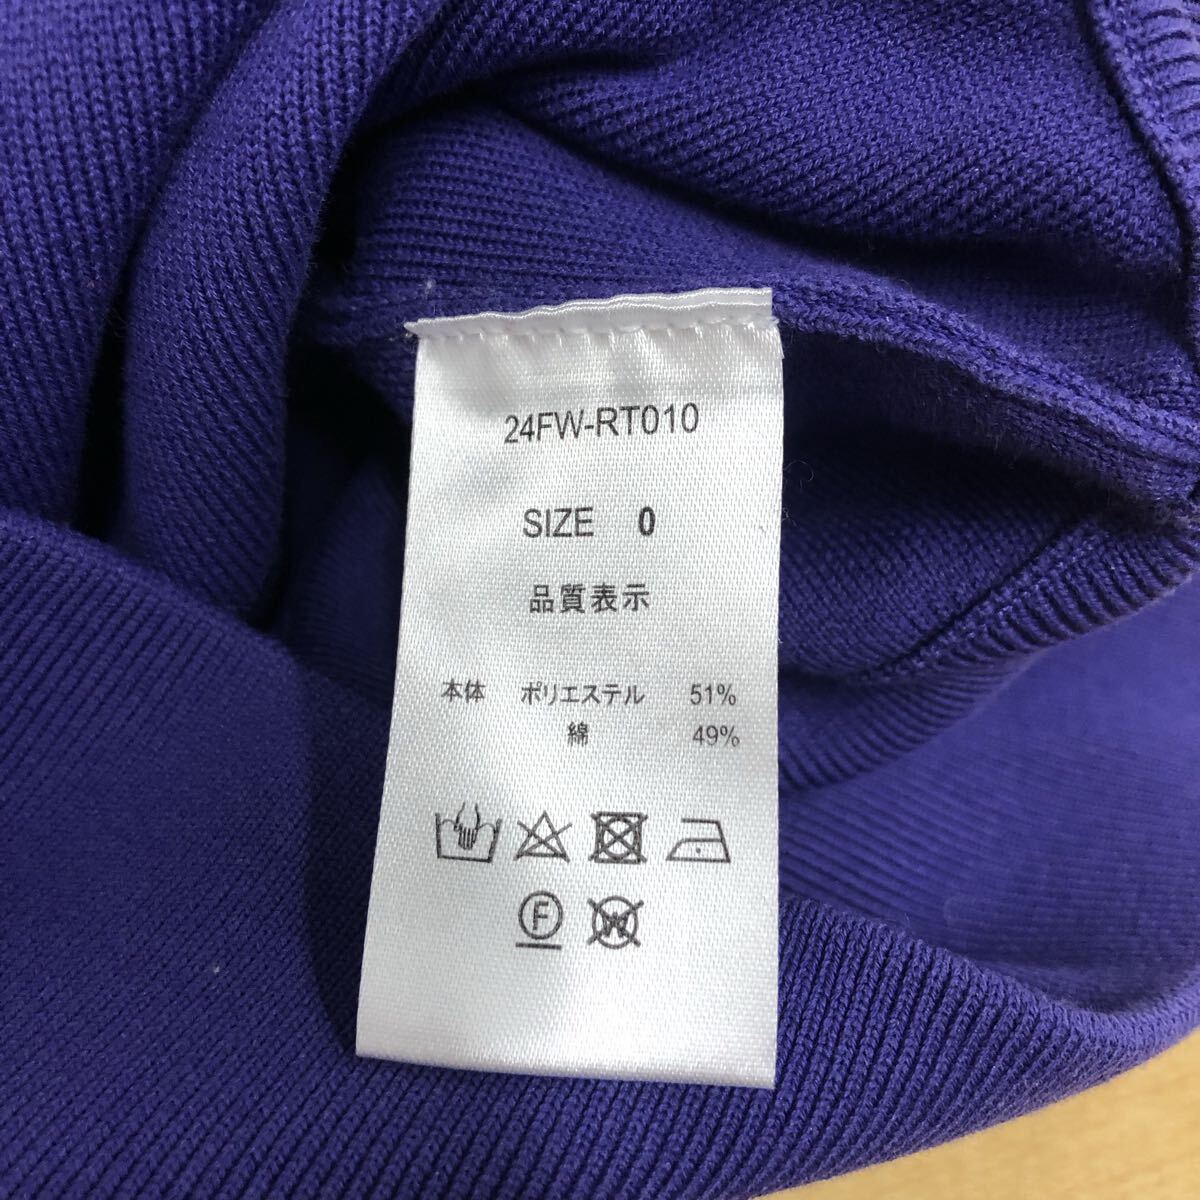 24FW-RT010
SIZE 0
品質表示
本体 ポリエステル 51%
綿 49%
F W